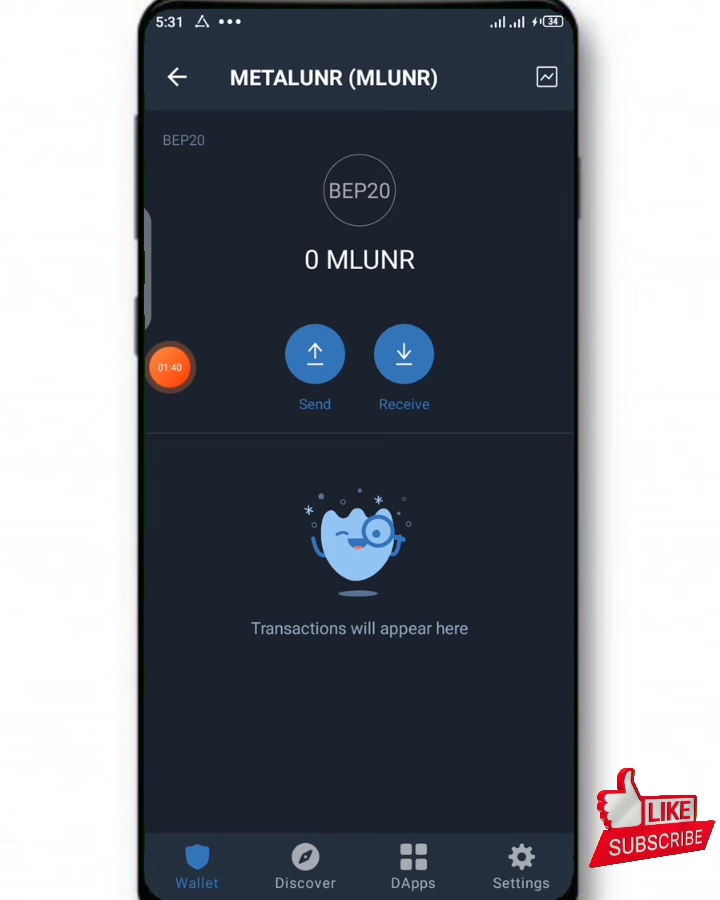 5:31
34
METALUNR (MLUNR)
BEP20
BEP20
0 MLUNR
01:40
Send Receive
Transactions will appear here
LIKE
SUBSCRIBE
Wallet Discover DApps Settings